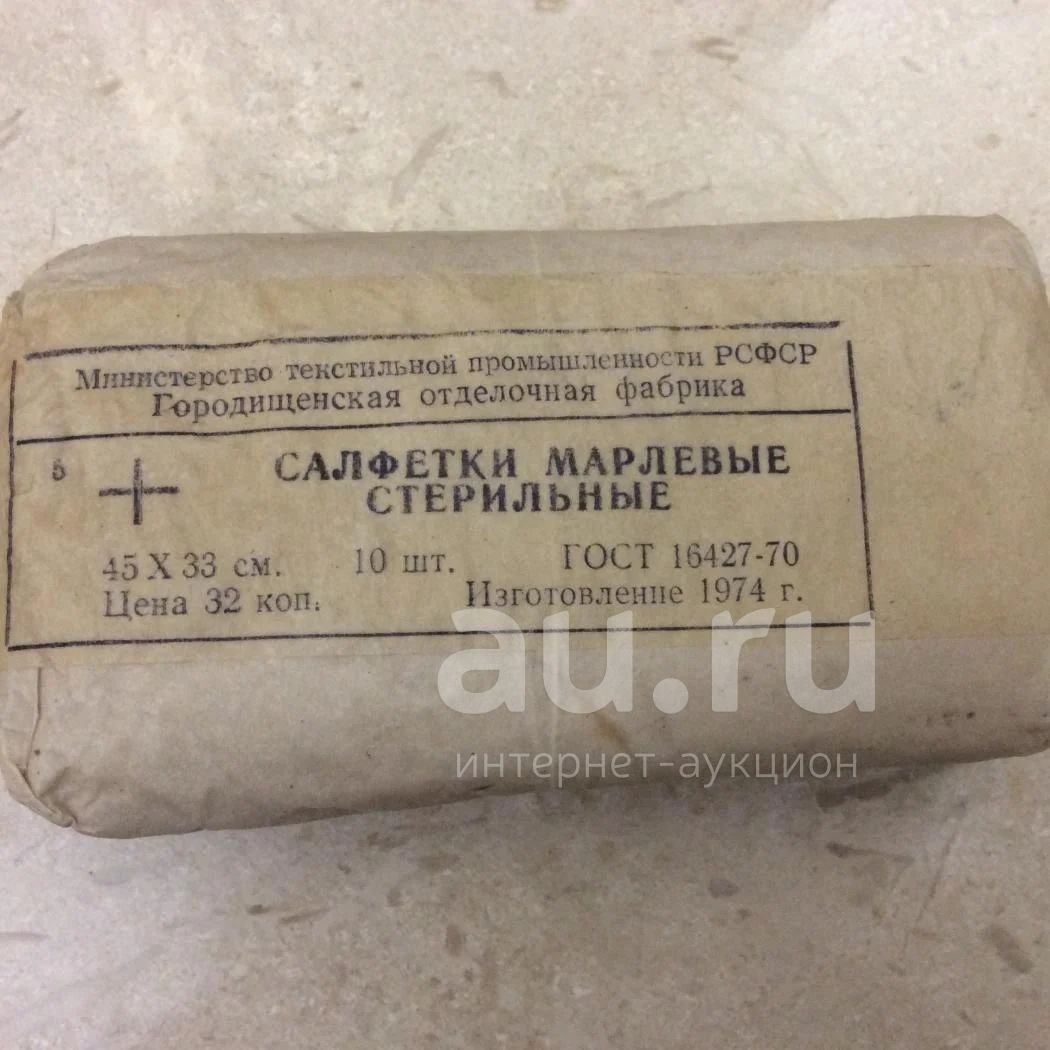 Министерство текстильной промышленности РСФСР
Городищенская отделочная фабрика
5
САЛФЕТКИ МАРЛЕВЫЕ
СТЕРИЛЬНЫЕ
45 X 33 см. 10 шт. ГОСТ 16427-70
Цена 32 коп. Изготовление 1974 г.
au.ru
интернет-аукцион